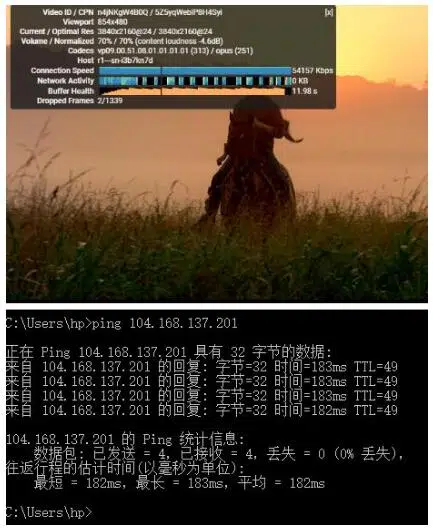 Video ID / CPN n4jNKgW4B0Q / 5Z5yqWebiP8H4Syi [x]
Viewport 854x480
Current / Optimal Res 3840x2160@24 / 3840x2160@24
Volume / Normalized 70% / 70% (content loudness -4.6dB)
Codecs vp09.00.51.08.01.01.01.01 (313) / opus (251)
Host r1---sn-i3b7kn7d
Connection Speed 54157 Kbps
Network Activity 0 KB
Buffer Health 11.98 s
Dropped Frames 2/1339
C:\Users\hp>ping 104.168.137.201
正在 Ping 104.168.137.201 具有 32 字节的数据:
来自 104.168.137.201 的回复: 字节=32 时间=183ms TTL=49
来自 104.168.137.201 的回复: 字节=32 时间=183ms TTL=49
来自 104.168.137.201 的回复: 字节=32 时间=183ms TTL=49
来自 104.168.137.201 的回复: 字节=32 时间=182ms TTL=49
104.168.137.201 的 Ping 统计信息:
数据包: 已发送 = 4, 已接收 = 4, 丢失 = 0 (0% 丢失),
往返行程的估计时间(以毫秒为单位):
最短 = 182ms, 最长 = 183ms, 平均 = 182ms
C:\Users\hp>